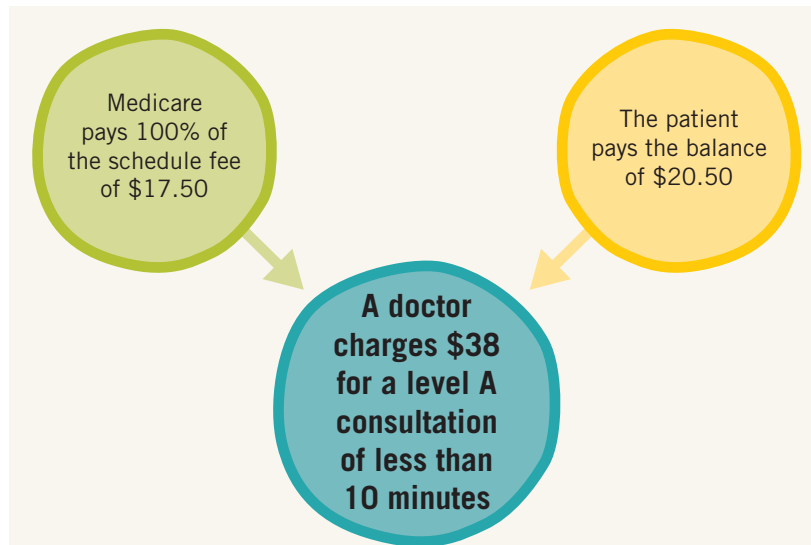 Medicare
pays 100% of
the schedule fee
of $17.50
The patient
pays the balance
of $20.50
A doctor
charges $38
for a level A
consultation
of less than
10 minutes